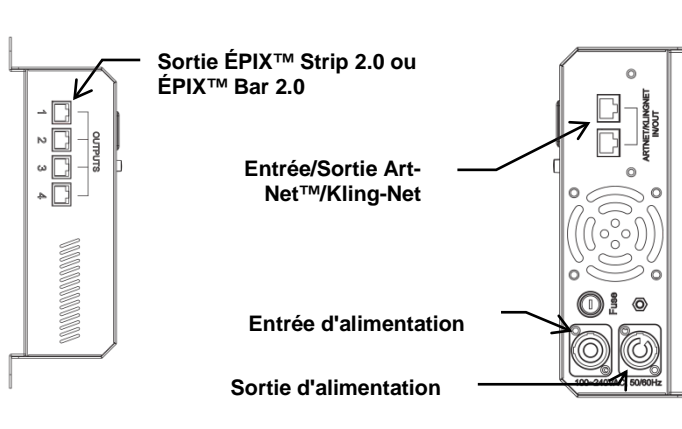 Sortie ÉPIX™ Strip 2.0 ou
ÉPIX™ Bar 2.0
1
2
3
4
OUTPUTS
Entrée/Sortie Art-
Net™/Kling-Net
ARTNET/KLINGNET
IN/OUT
Fuse
Entrée d'alimentation
Sortie d'alimentation
100~240VAC 50/60Hz